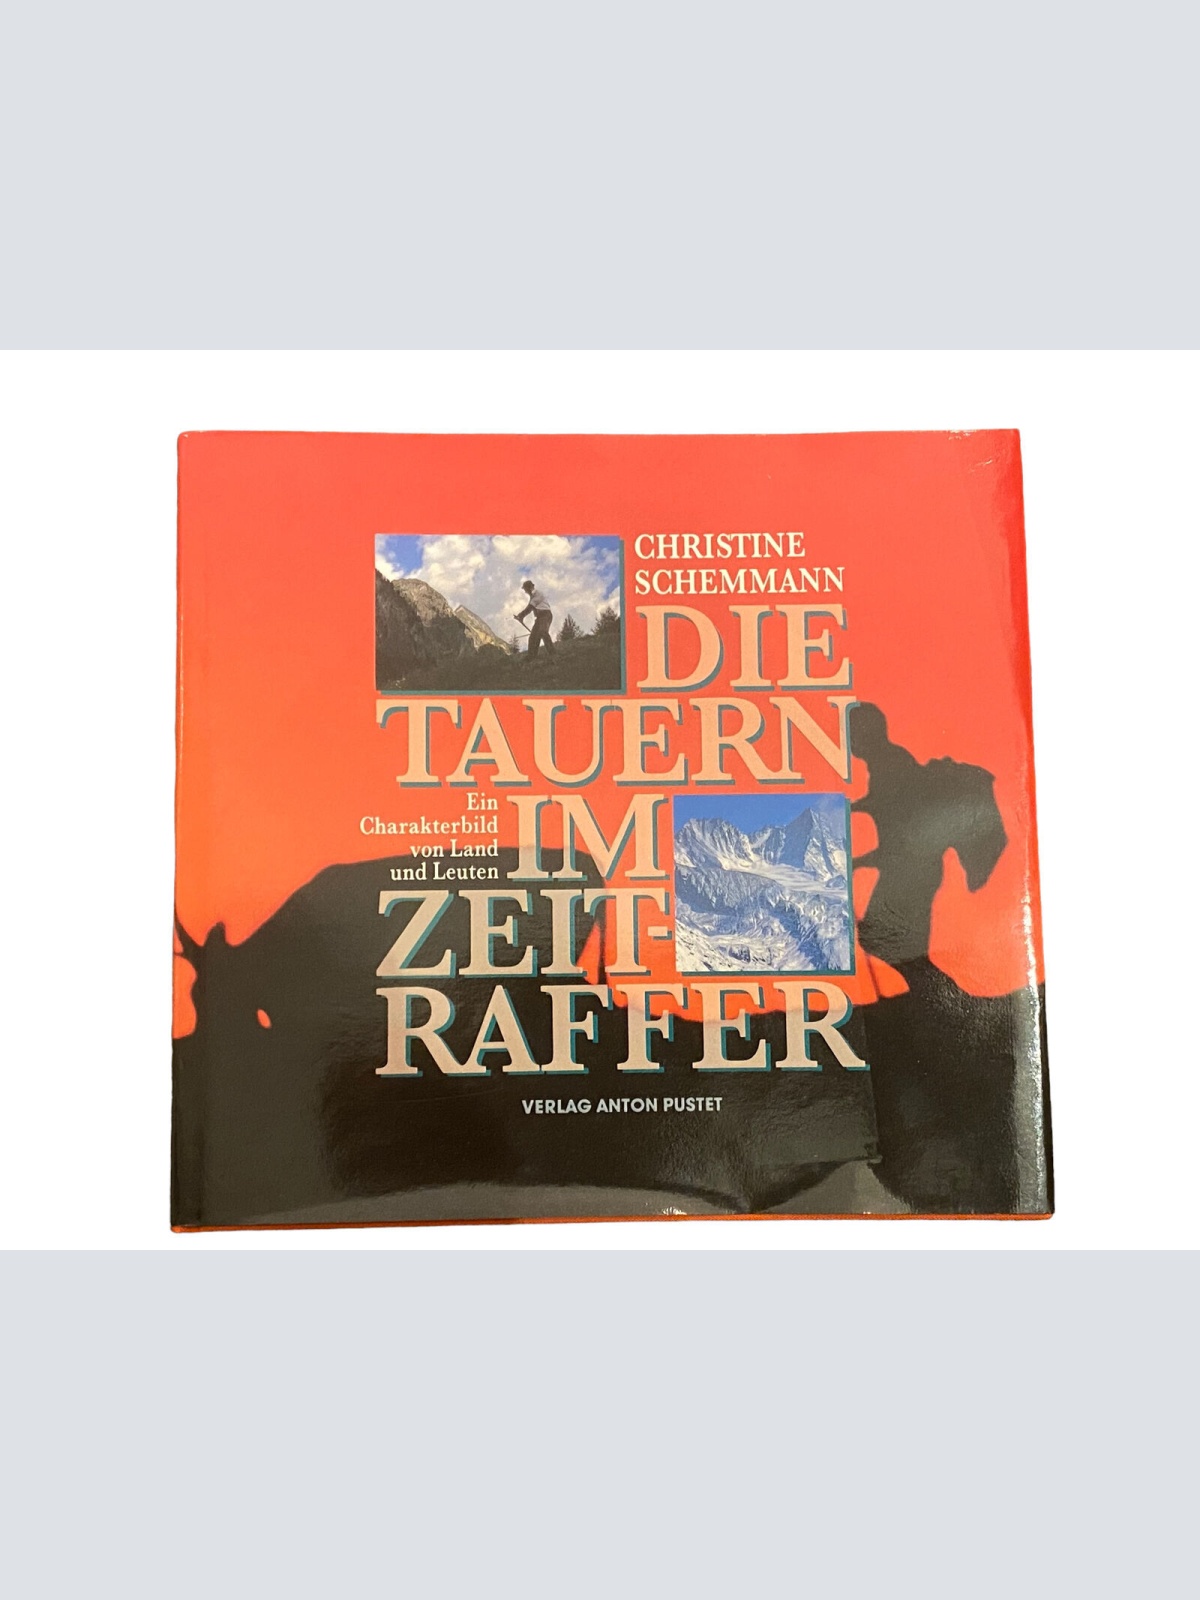 CHRISTINE
SCHEMMANN
DIE
TAUERN
Ein
Charakterbild
von Land
und Leuten
IM
ZEIT-
RAFFER
VERLAG ANTON PUSTET